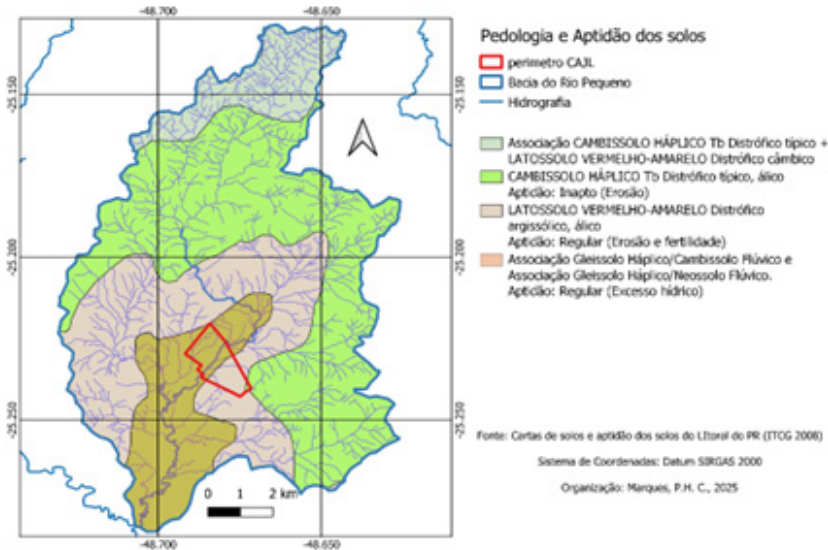 -48.700
-48.650
Pedologia e Aptidão dos solos
perimetro CAJL
Bacia do Rio Pequeno
Hidrografia
Associação CAMBISSOLO HÁPLICO Tb Distrófico típico +
LATOSSOLO VERMELHO-AMARELO Distrófico câmbico
CAMBISSOLO HÁPLICO Tb Distrófico típico, álico
Aptidão: Inapto (Erosão)
LATOSSOLO VERMELHO-AMARELO Distrófico
argissólico, álico
Aptidão: Regular (Erosão e fertilidade)
Associação Gleissolo Háplico/Cambissolo Flúvico e
Associação Gleissolo Háplico/Neossolo Flúvico.
Aptidão: Regular (Excesso hídrico)
-25.150
-25.150
-25.200
-25.200
-25.250
-25.250
0 1 2 km
-48.700
-48.650
Fonte: Cartas de solos e aptidão dos solos do LItoral do PR (ITCG 2008)
Sistema de Coordenadas: Datum SIRGAS 2000
Organização: Marques, P.H. C., 2025